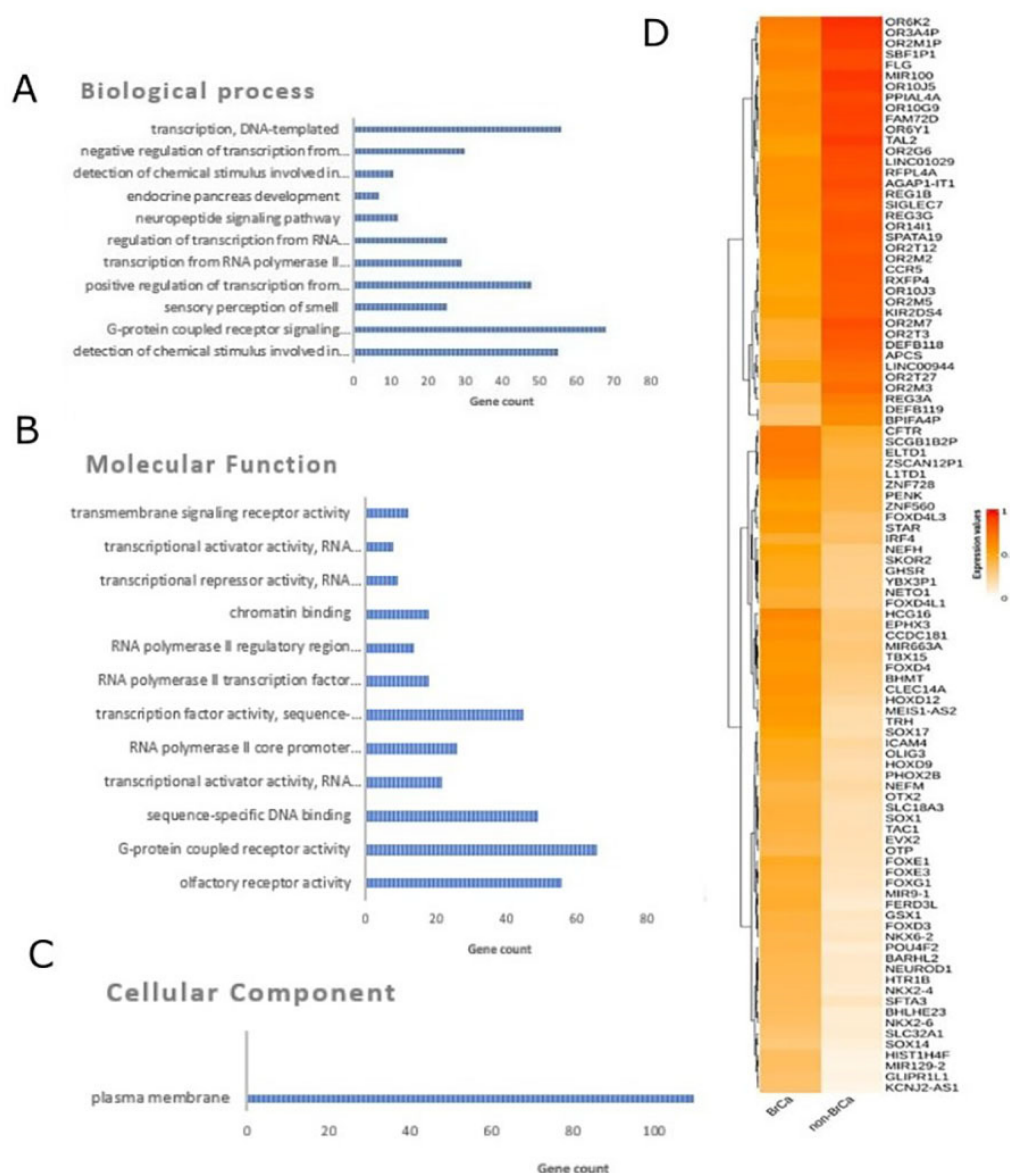 A
Biological process
transcription, DNA-templated
negative regulation of transcription from...
detection of chemical stimulus involved in...
endocrine pancreas development
neuropeptide signaling pathway
regulation of transcription from RNA...
transcription from RNA polymerase II...
positive regulation of transcription from...
sensory perception of smell
G-protein coupled receptor signaling...
detection of chemical stimulus involved in...
0 10 20 30 40 50 60 70 80
Gene count
B
Molecular Function
transmembrane signaling receptor activity
transcriptional activator activity, RNA...
transcriptional repressor activity, RNA...
chromatin binding
RNA polymerase II regulatory region...
RNA polymerase II transcription factor...
transcription factor activity, sequence-...
RNA polymerase II core promoter...
transcriptional activator activity, RNA...
sequence-specific DNA binding
G-protein coupled receptor activity
olfactory receptor activity
0 20 40 60 80
Gene count
C
Cellular Component
plasma membrane
0 20 40 60 80 100
Gene count
D
OR6K2
OR3A4P
OR2M1P
SBF1P1
FLG
MIR100
OR10J5
PPIAL4A
OR10G9
FAM72D
OR6Y1
TAL2
OR2G6
LINC01029
RFPL4A
AGAP1-IT1
REG1B
SIGLEC7
REG3G
OR14I1
SPATA19
OR2T12
OR2M2
CCR5
RXFP4
OR10J3
OR2M5
KIR2DS4
OR2M7
OR2T3
DEFB118
APCS
LINC00944
OR2T27
OR2M3
REG3A
DEFB119
BPIFA4P
CFTR
SCGB1B2P
ELTD1
ZSCAN12P1
L1TD1
ZNF728
PENK
ZNF560
FOXD4L3
STAR
IRF4
NEFH
SKOR2
GHSR
YBX3P1
NETO1
FOXD4L1
HCG16
EPHX3
CCDC181
MIR663A
TBX15
FOXD4
BHMT
CLEC14A
HOXD12
MEIS1-AS2
TRH
SOX17
ICAM4
OLIG3
HOXD9
PHOX2B
NEFM
OTX2
SLC18A3
SOX1
TAC1
EVX2
OTP
FOXE1
FOXE3
FOXG1
MIR9-1
FERD3L
GSX1
FOXD3
NKX6-2
POU4F2
BARHL2
NEUROD1
HTR1B
NKX2-4
SFTA3
BHLHE23
NKX2-6
SLC32A1
SOX14
HIST1H4F
MIR129-2
GLIPR1L1
KCNJ2-AS1
BrCa
non-BrCa
Expression values
1
0